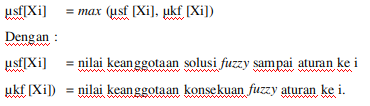 µsf[Xi] = max (µsf [Xi], µkf [Xi])
Dengan :
µsf[Xi] = nilai keanggotaan solusi fuzzy sampai aturan ke i
µkf [Xi]) = nilai keanggotaan konsekuan fuzzy aturan ke i.